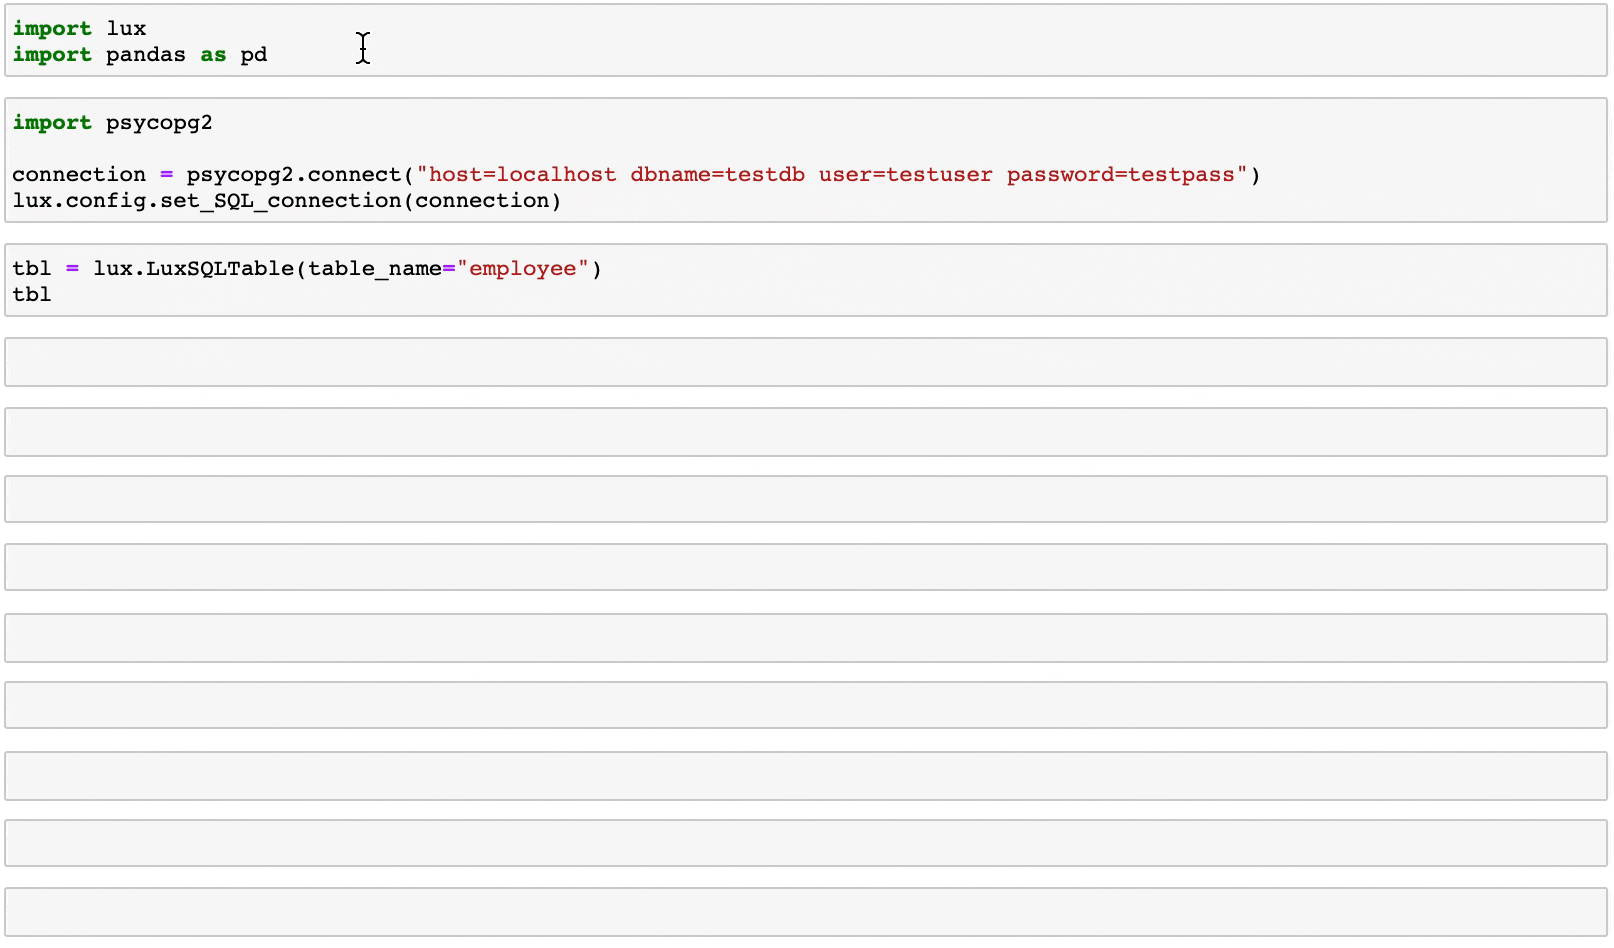 import lux
import pandas as pd
import psycopg2
connection = psycopg2.connect("host=localhost dbname=testdb user=testuser password=testpass")
lux.config.set_SQL_connection(connection)
tbl = lux.LuxSQLTable(table_name="employee")
tbl